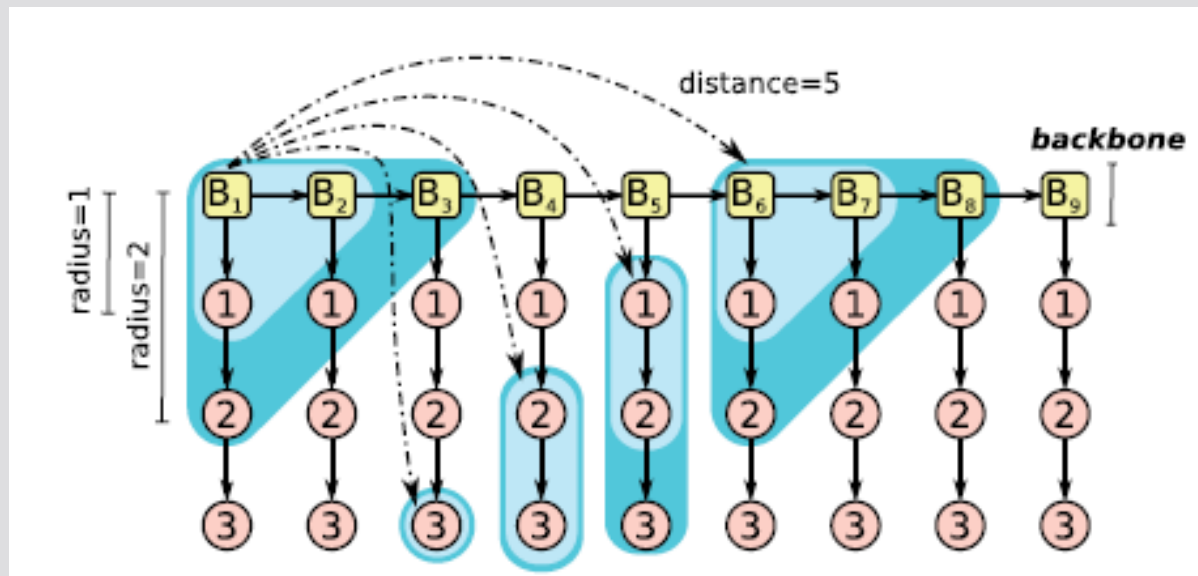 distance=5
backbone
radius=1
radius=2
B₁ B₂ B₃ B₄ B₅ B₆ B₇ B₈ B₉
1 1 1 1 1 1 1 1 1
2 2 2 2 2 2 2 2 2
3 3 3 3 3 3 3 3 3